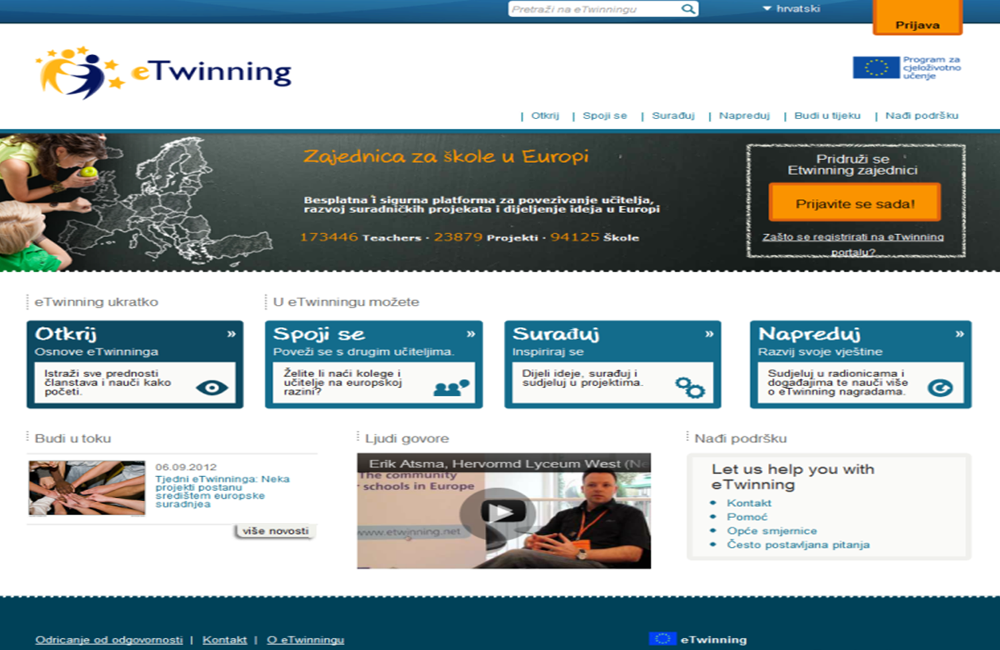 Pretraži na eTwinningu
hrvatski
Prijava
eTwinning
Program za
cjeloživotno
učenje
| Otkrij | Spoji se | Surađuj | Napreduj | Budi u tijeku | Nađi podršku
Zajednica za škole u Europi
Besplatna i sigurna platforma za povezivanje učitelja,
razvoj suradničkih projekata i dijeljenje ideja u Europi
173446 Teachers · 23879 Projekti · 94125 Škole
Pridruži se
Etwinning zajednici
Prijavite se sada!
Zašto se registrirati na eTwinning
portalu?
eTwinning ukratko
U eTwinningu možete
Otkrij »
Osnove eTwinninga
Istraži sve prednosti
članstava i nauči kako
početi.
Spoji se »
Poveži se s drugim učiteljima.
Želite li naći kolege i
učitelje na europskoj
razini?
Surađuj »
Inspiriraj se
Dijeli ideje, surađuj i
sudjeluj u projektima.
Napreduj »
Razvij svoje vještine
Sudjeluj u radionicama i
događajima te nauči više
o eTwinning nagradama.
Budi u toku
06.09.2012
Tjedni eTwinninga: Neka
projekti postanu
središtem europske
suradnjea
više novosti
Ljudi govore
Erik Atsma, Hervormd Lyceum West (Ne
The community
schools in Europe
www.etwinning.net
Nađi podršku
Let us help you with
eTwinning
Kontakt
Pomoć
Opće smjernice
Često postavljana pitanja
Odricanje od odgovornosti | Kontakt | O eTwinningu
eTwinning